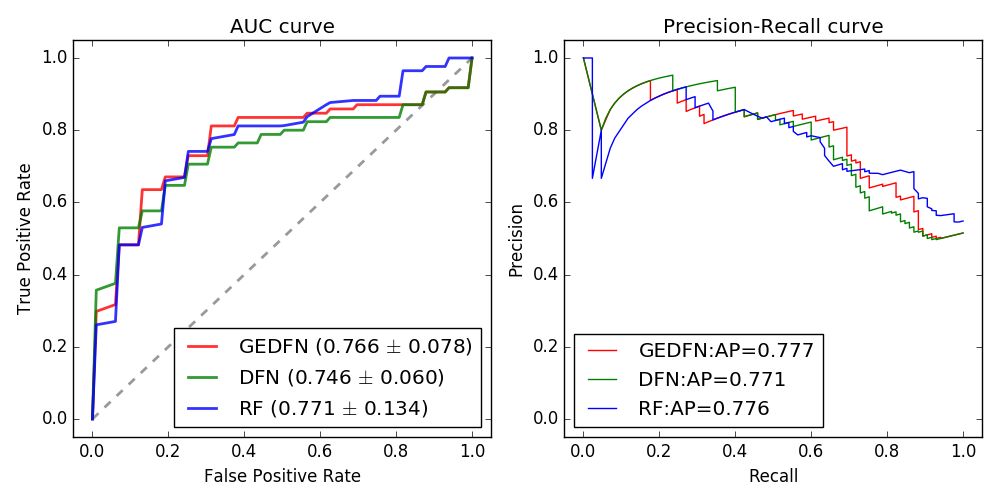 AUC curve
1.0
0.8
0.6
0.4
0.2
0.0
True Positive Rate
GEDFN (0.766 ± 0.078)
DFN (0.746 ± 0.060)
RF (0.771 ± 0.134)
0.0 0.2 0.4 0.6 0.8 1.0
False Positive Rate
Precision-Recall curve
1.0
0.8
0.6
0.4
0.2
0.0
Precision
GEDFN:AP=0.777
DFN:AP=0.771
RF:AP=0.776
0.0 0.2 0.4 0.6 0.8 1.0
Recall